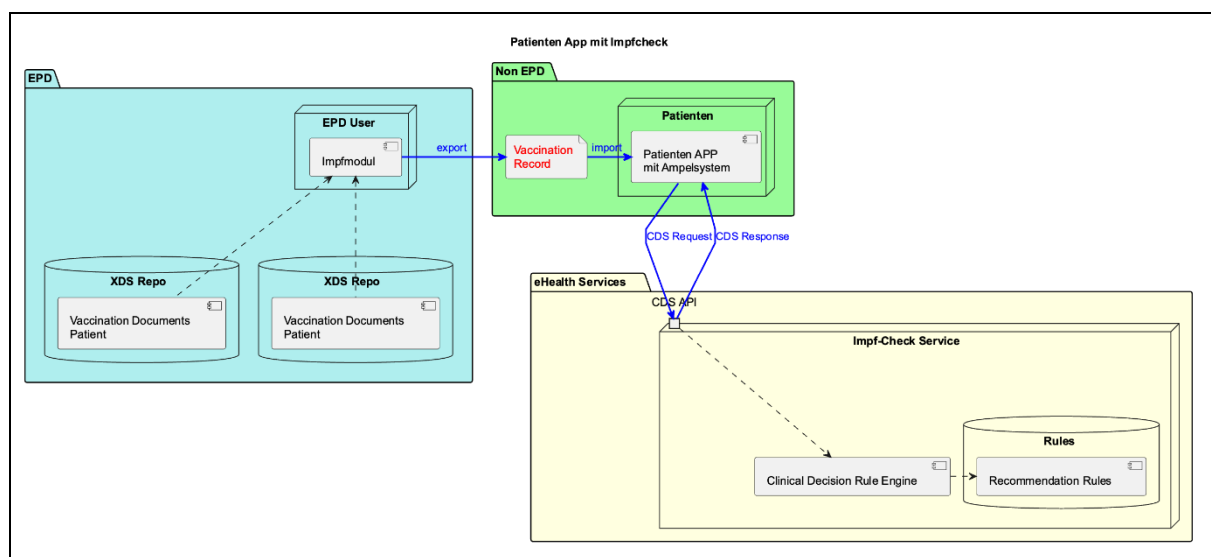 Patienten App mit Impfcheck
EPD
Non EPD
EPD User
Impfmodul
export
Vaccination
Record
import
Patienten
Patienten APP
mit Ampelsystem
CDS Request
CDS Response
XDS Repo
Vaccination Documents
Patient
XDS Repo
Vaccination Documents
Patient
eHealth Services
CDS API
Impf-Check Service
Clinical Decision Rule Engine
Rules
Recommendation Rules